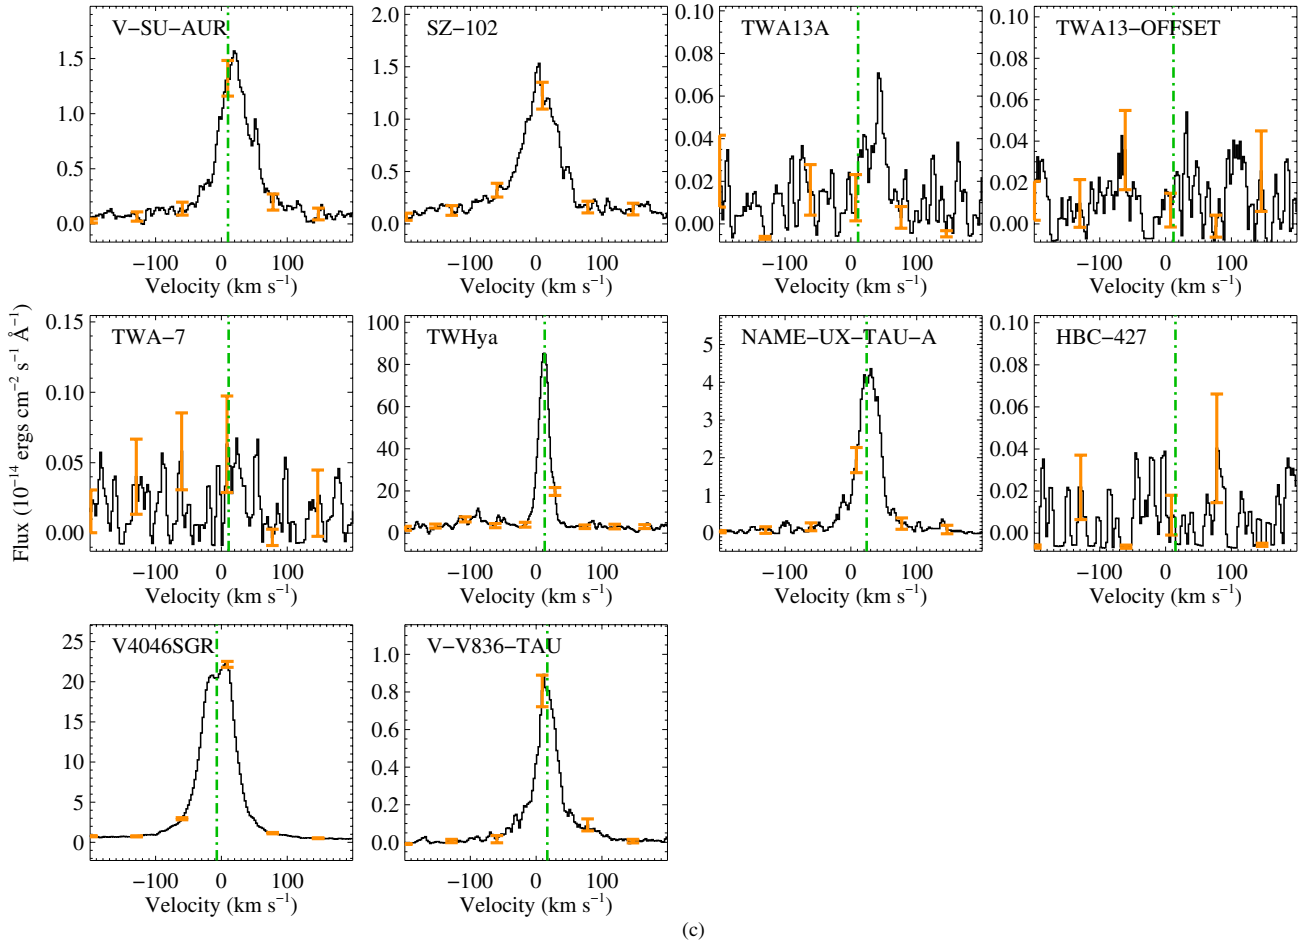 V−SU−AUR
SZ−102
TWA13A
TWA13−OFFSET
0.0
0.5
1.0
1.5
0.0
0.5
1.0
1.5
2.0
0.00
0.02
0.04
0.06
0.08
0.10
0.00
0.02
0.04
0.06
0.08
0.10
−100 0 100
−100 0 100
−100 0 100
−100 0 100
Velocity (km s⁻¹)
Velocity (km s⁻¹)
Velocity (km s⁻¹)
Velocity (km s⁻¹)
Flux (10⁻¹⁴ ergs cm⁻² s⁻¹ Å⁻¹)
TWA−7
TWHya
NAME−UX−TAU−A
HBC−427
0.00
0.05
0.10
0.15
0
20
40
60
80
100
0
1
2
3
4
5
0.00
0.02
0.04
0.06
0.08
0.10
−100 0 100
−100 0 100
−100 0 100
−100 0 100
Velocity (km s⁻¹)
Velocity (km s⁻¹)
Velocity (km s⁻¹)
Velocity (km s⁻¹)
V4046SGR
V−V836−TAU
0
5
10
15
20
25
0.0
0.2
0.4
0.6
0.8
1.0
−100 0 100
−100 0 100
Velocity (km s⁻¹)
Velocity (km s⁻¹)
(c)